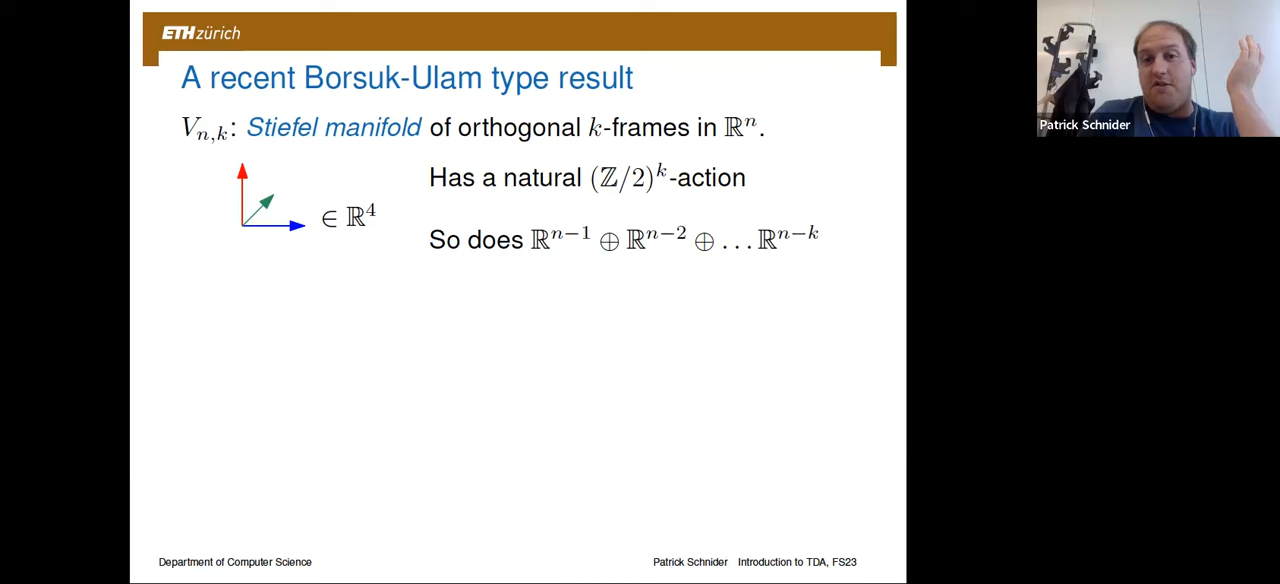 ETH zürich
A recent Borsuk-Ulam type result
V_{n,k}: Stiefel manifold of orthogonal k-frames in ℝ^n.
Has a natural (ℤ/2)^k-action
∈ ℝ^4
So does ℝ^{n−1} ⊕ ℝ^{n−2} ⊕ … ℝ^{n−k}
Department of Computer Science
Patrick Schnider Introduction to TDA, FS23
Patrick Schnider